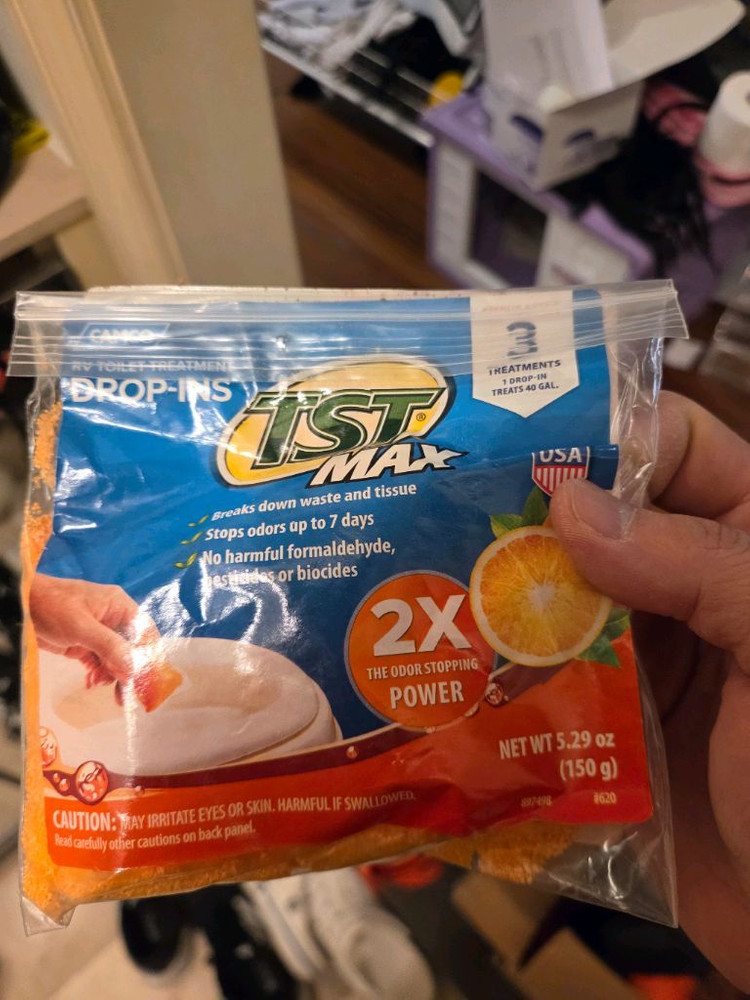 CAMCO
RV TOILET TREATMENT
DROP-INS
TST®
MAX
3
TREATMENTS
1 DROP-IN
TREATS 40 GAL.
USA
Breaks down waste and tissue
Stops odors up to 7 days
No harmful formaldehyde,
pesticides or biocides
2X
THE ODOR STOPPING
POWER
NET WT 5.29 oz
(150 g)
#620
CAUTION: MAY IRRITATE EYES OR SKIN. HARMFUL IF SWALLOWED.
Read carefully other cautions on back panel.